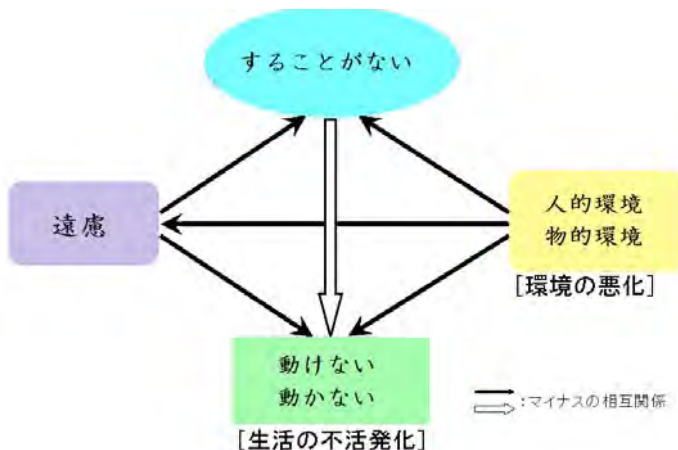 することがない
遠慮
人的環境
物的環境
[環境の悪化]
動けない
動かない
[生活の不活発化]
:マイナスの相互関係